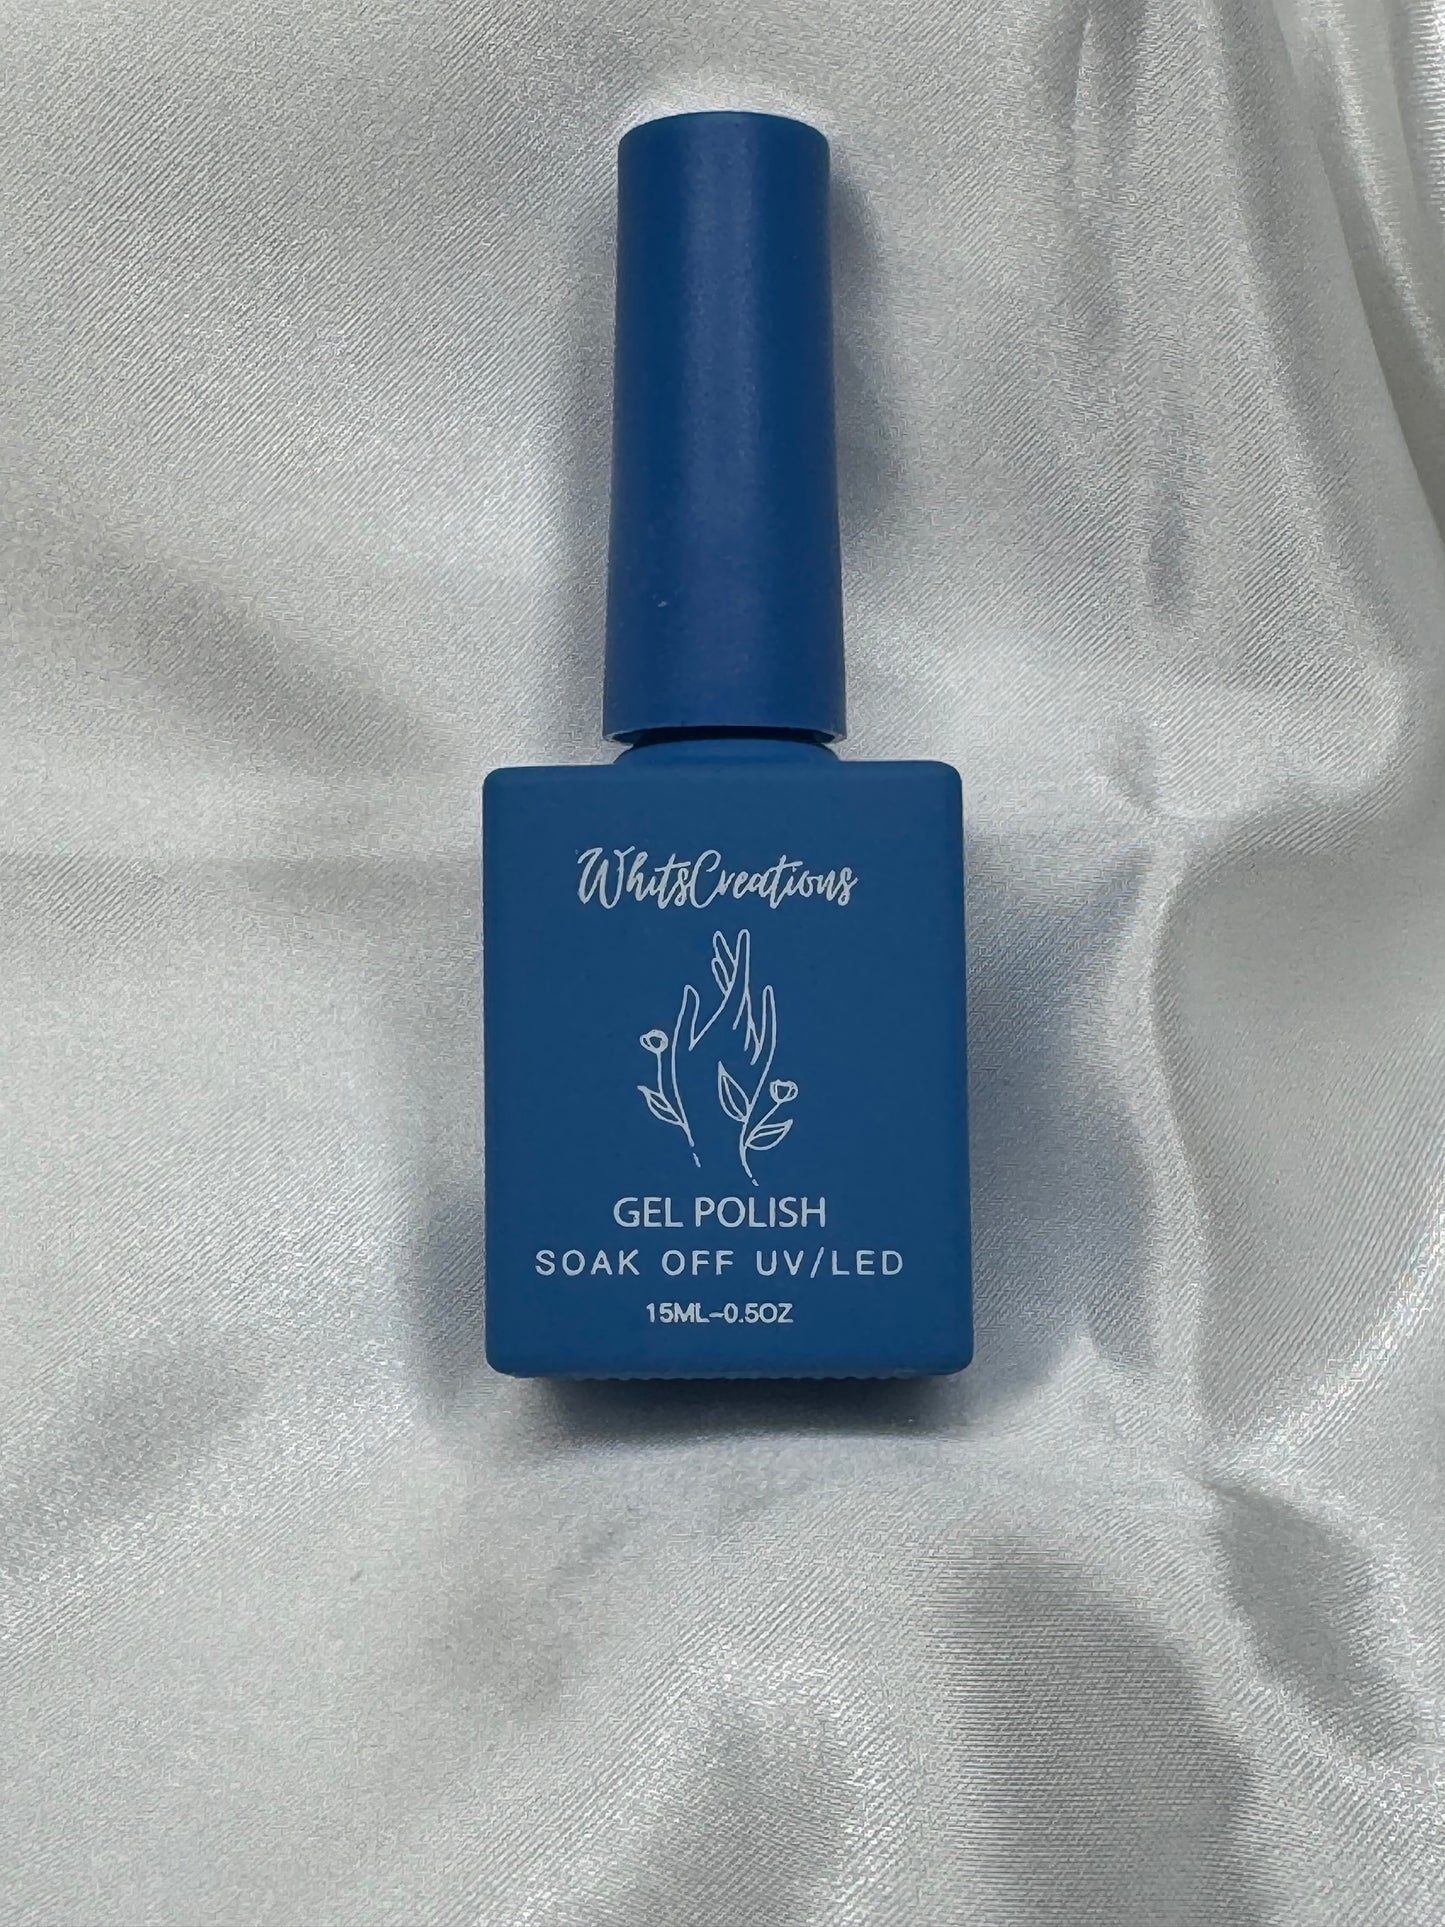 WhitsCreations
GEL POLISH
SOAK OFF UV/LED
15ML-0.5OZ